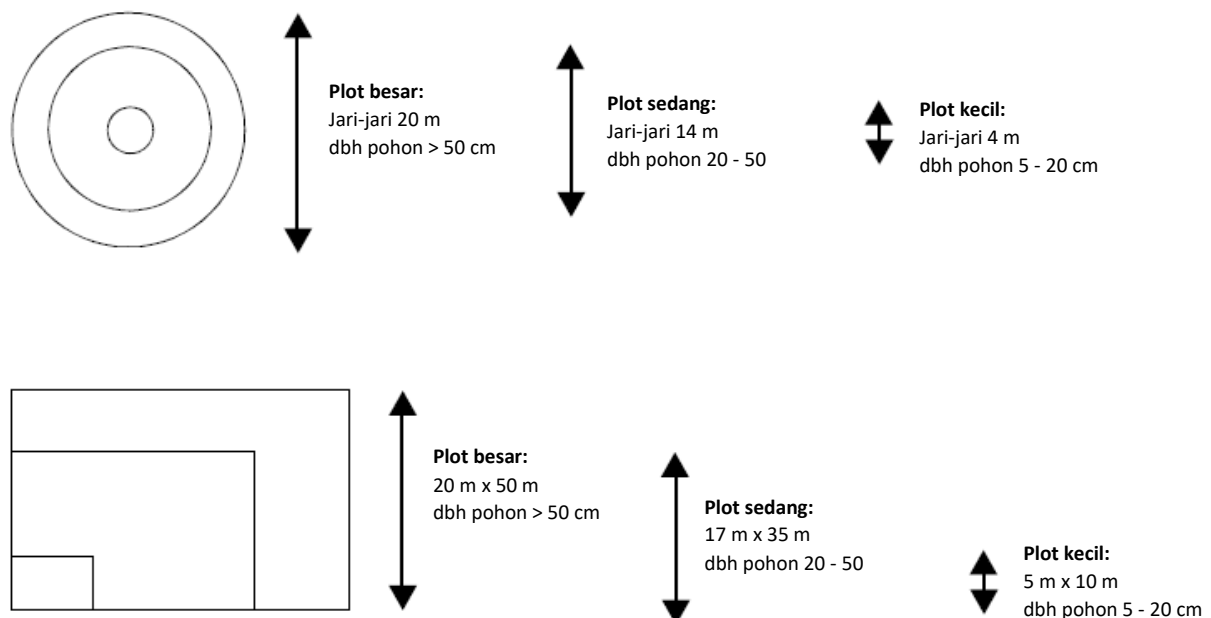 Plot besar:
Jari-jari 20 m
dbh pohon > 50 cm
Plot sedang:
Jari-jari 14 m
dbh pohon 20 - 50
Plot kecil:
Jari-jari 4 m
dbh pohon 5 - 20 cm
Plot besar:
20 m x 50 m
dbh pohon > 50 cm
Plot sedang:
17 m x 35 m
dbh pohon 20 - 50
Plot kecil:
5 m x 10 m
dbh pohon 5 - 20 cm